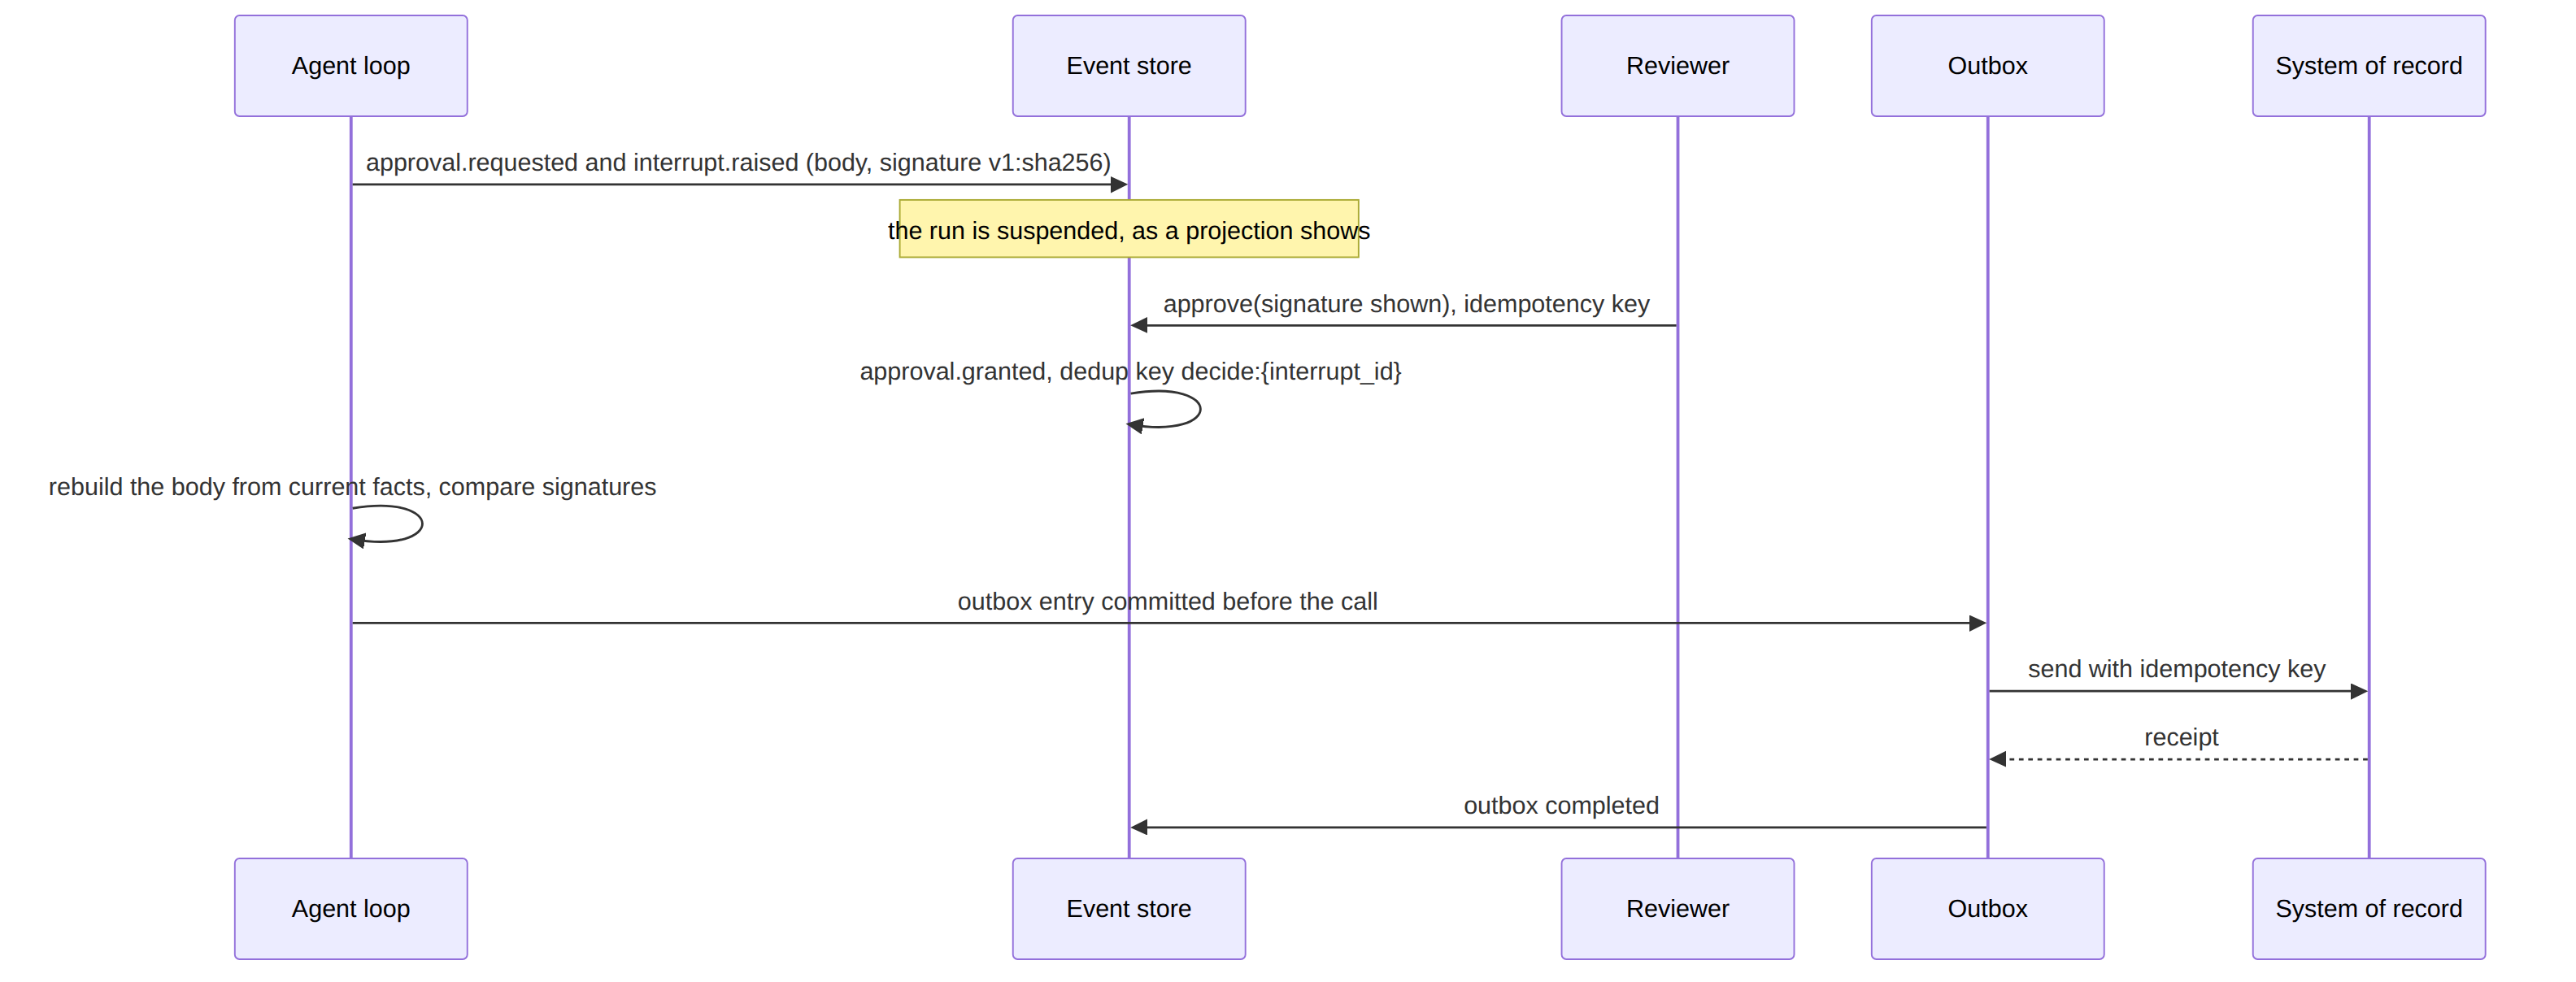 Agent loop
Event store
Reviewer
Outbox
System of record
approval.requested and interrupt.raised (body, signature v1:sha256)
the run is suspended, as a projection shows
approve(signature shown), idempotency key
approval.granted, dedup key decide:{interrupt_id}
rebuild the body from current facts, compare signatures
outbox entry committed before the call
send with idempotency key
receipt
outbox completed
Agent loop
Event store
Reviewer
Outbox
System of record